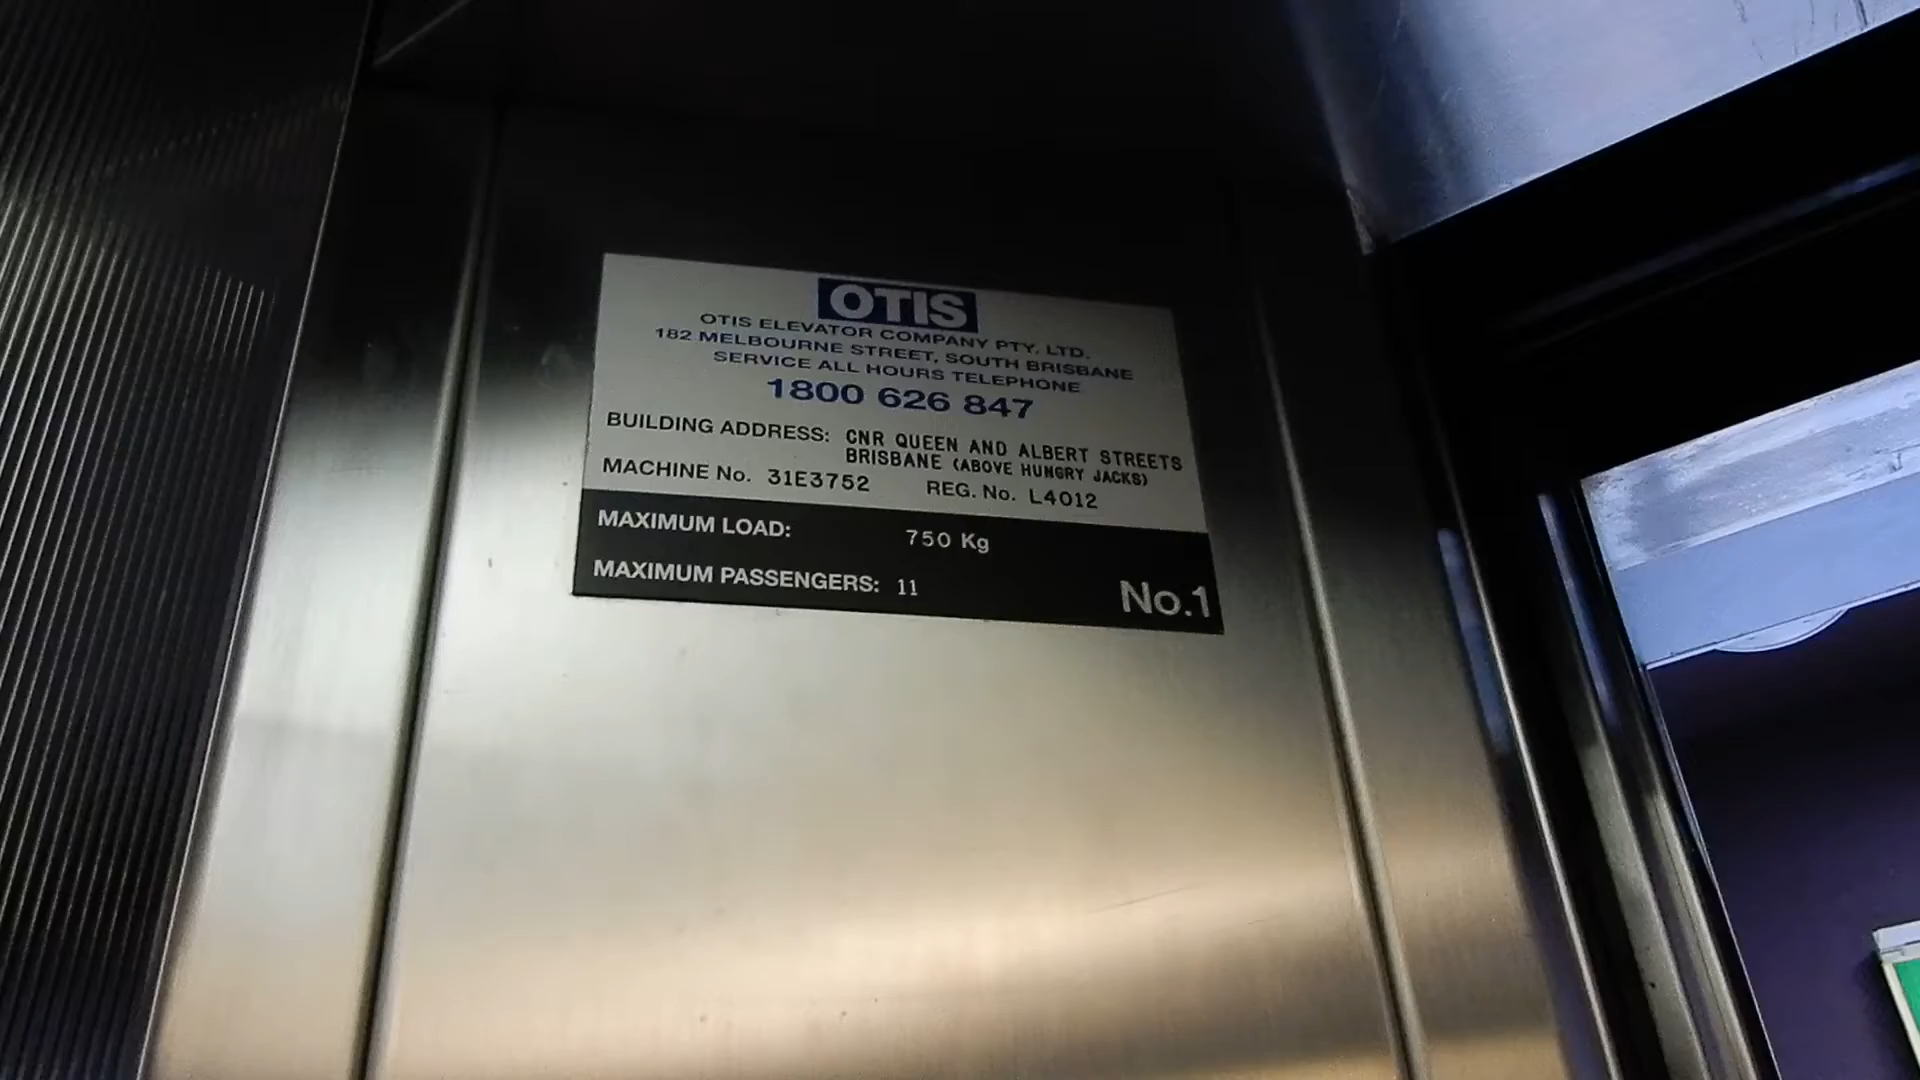 OTIS
OTIS ELEVATOR COMPANY PTY. LTD.
182 MELBOURNE STREET, SOUTH BRISBANE
SERVICE ALL HOURS TELEPHONE
1800 626 847
BUILDING ADDRESS: CNR QUEEN AND ALBERT STREETS
BRISBANE (ABOVE HUNGRY JACKS)
MACHINE No. 31E3752 REG. No. L4012
MAXIMUM LOAD: 750 Kg
MAXIMUM PASSENGERS: 11
No.1